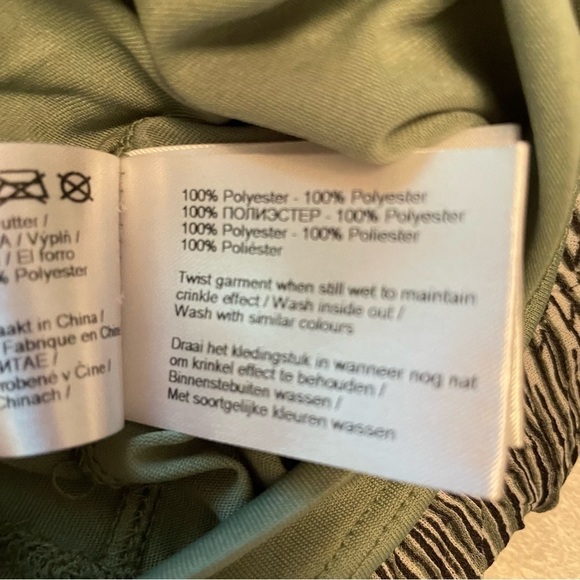 utter /
A / Výplň /
/ El forro
% Polyester
aakt in China /
Fabrique en Chine
ИТАЕ /
robené v Číne /
Chinach /
100% Polyester - 100% Polyester
100% ПОЛИЭСТЕР - 100% Polyester
100% Polyester - 100% Poliester
100% Poliéster
Twist garment when still wet to maintain
crinkle effect / Wash inside out /
Wash with similar colours
Draai het kledingstuk in wanneer nog nat
om krinkel effect te behouden /
Binnenstebuiten wassen /
Met soortgelijke kleuren wassen